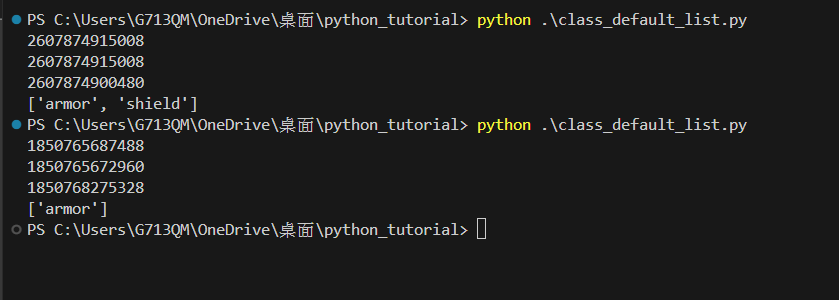 PS C:\Users\G713QM\OneDrive\桌面\python_tutorial> python .\class_default_list.py
2607874915008
2607874915008
2607874900480
['armor', 'shield']
PS C:\Users\G713QM\OneDrive\桌面\python_tutorial> python .\class_default_list.py
1850765687488
1850765672960
1850768275328
['armor']
PS C:\Users\G713QM\OneDrive\桌面\python_tutorial>